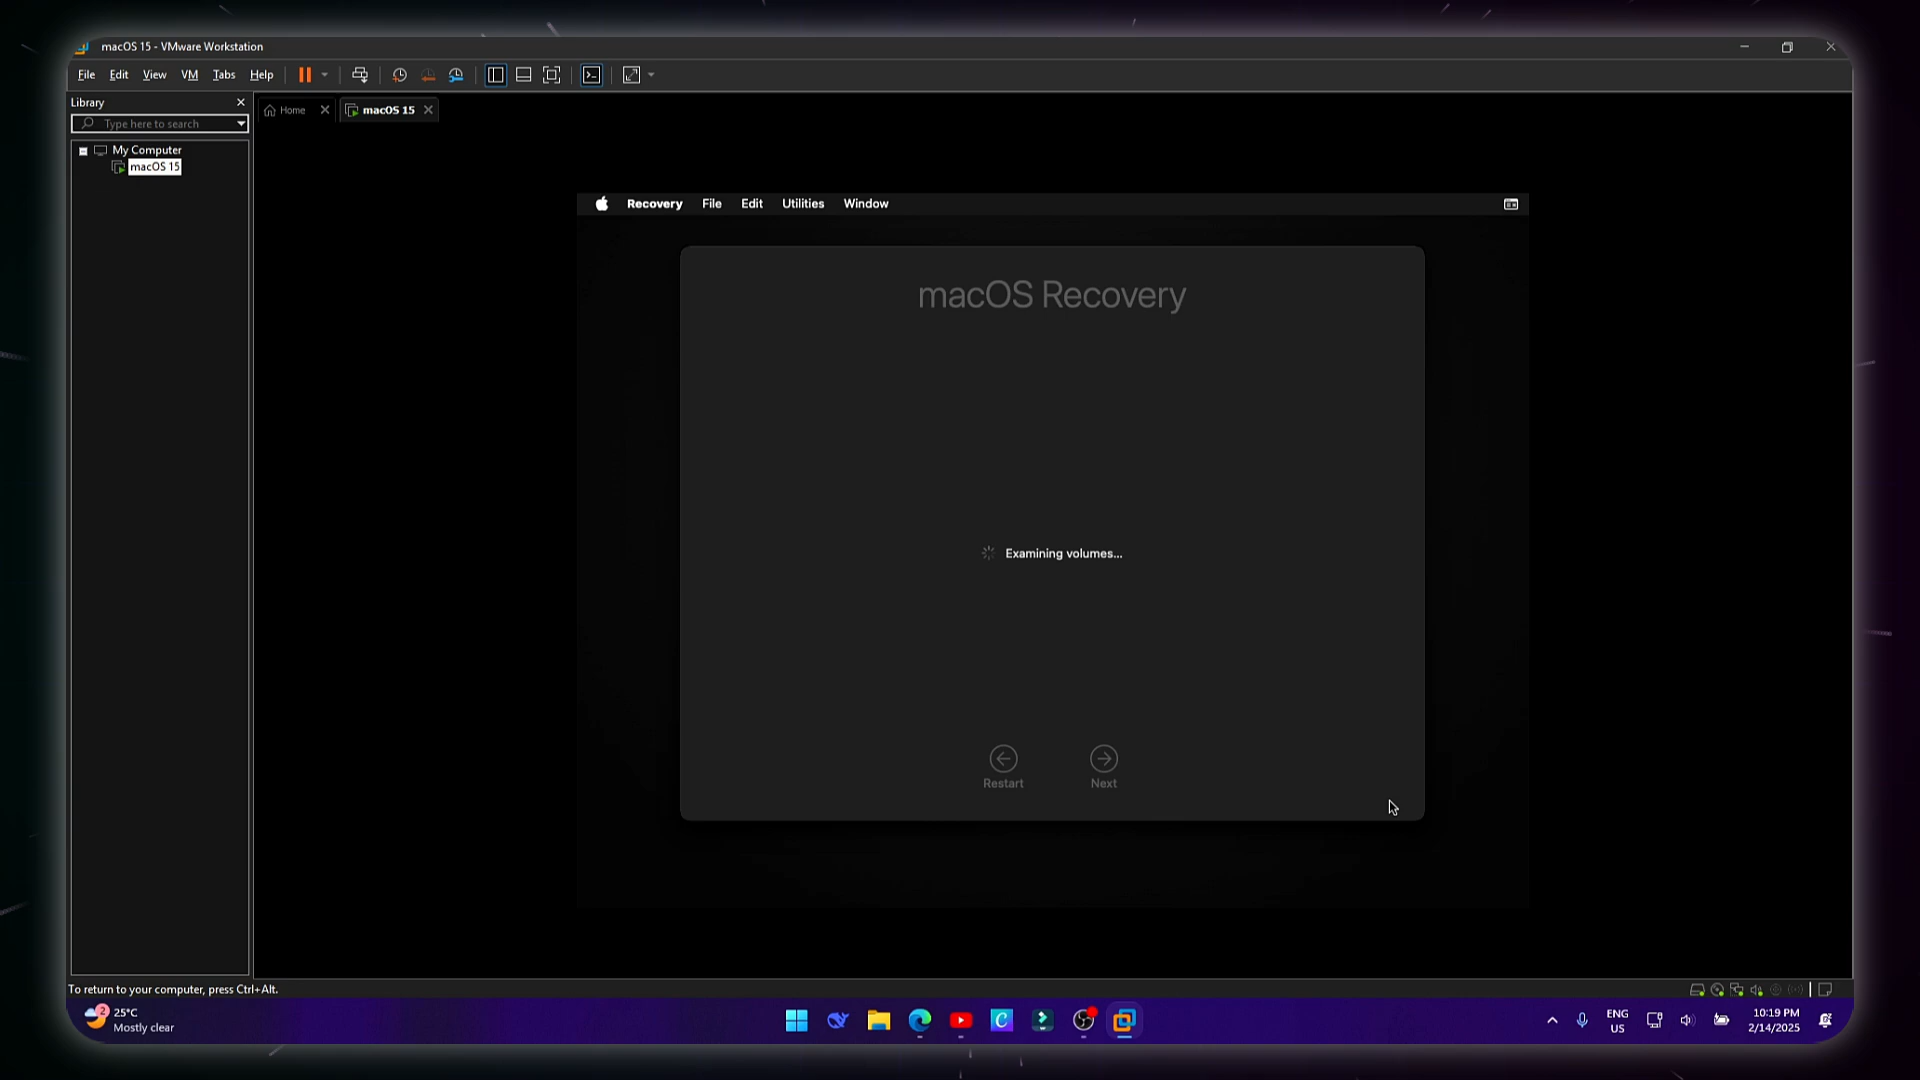 macOS 15 - VMware Workstation
File Edit View VM Tabs Help
Library
Type here to search
My Computer
macOS 15
Home
macOS 15
Recovery File Edit Utilities Window
macOS Recovery
Examining volumes...
Restart
Next
To return to your computer, press Ctrl+Alt.
2
25°C
Mostly clear
ENG
US
10:19 PM
2/14/2025